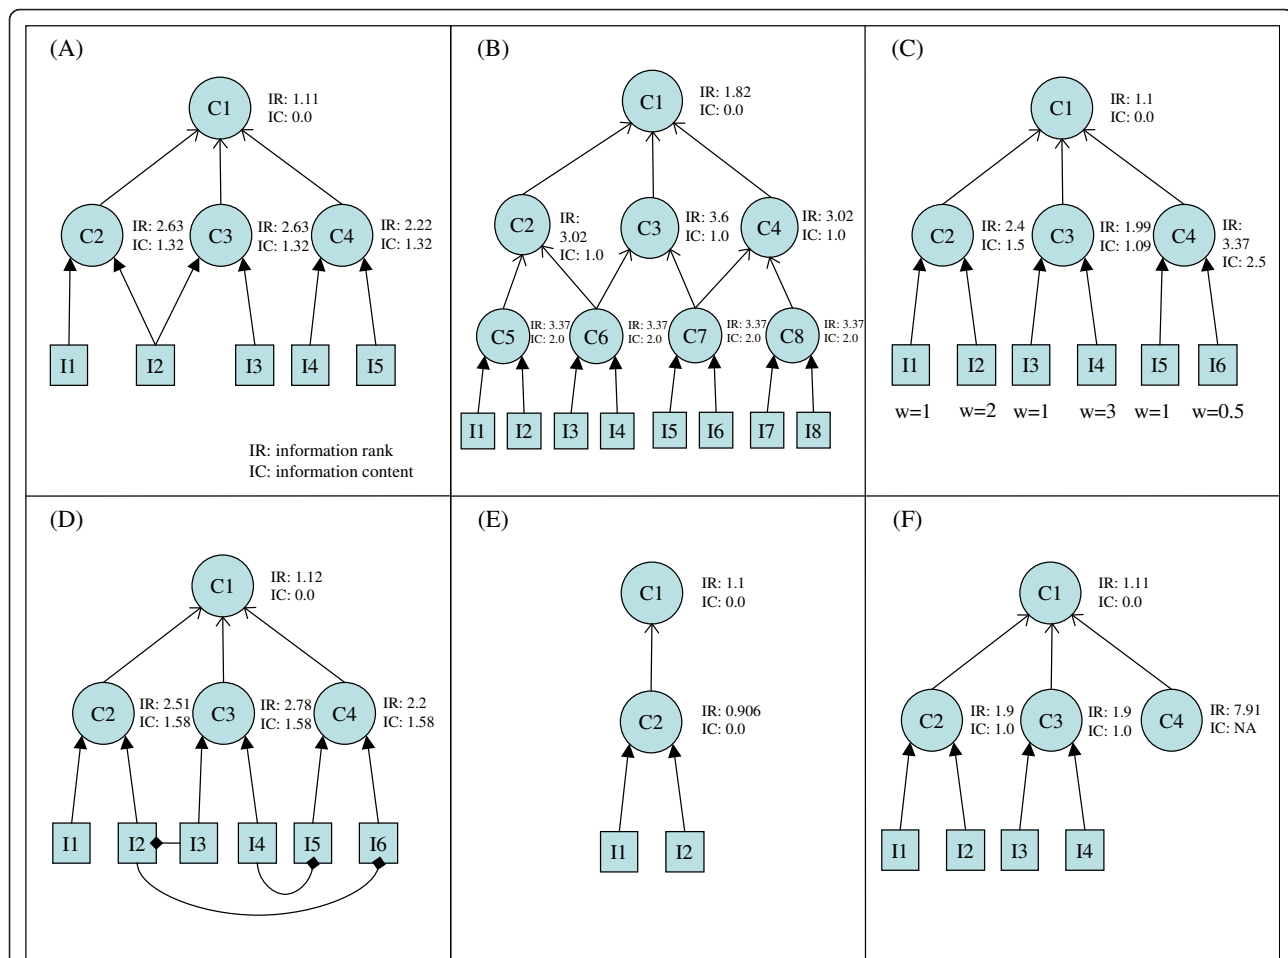 (A)
C1
IR: 1.11
IC: 0.0
C2
IR: 2.63
IC: 1.32
C3
IR: 2.63
IC: 1.32
C4
IR: 2.22
IC: 1.32
I1
I2
I3
I4
I5
IR: information rank
IC: information content
(B)
C1
IR: 1.82
IC: 0.0
C2
IR:
3.02
IC: 1.0
C3
IR: 3.6
IC: 1.0
C4
IR: 3.02
IC: 1.0
C5
IR: 3.37
IC: 2.0
C6
IR: 3.37
IC: 2.0
C7
IR: 3.37
IC: 2.0
C8
IR: 3.37
IC: 2.0
I1
I2
I3
I4
I5
I6
I7
I8
(C)
C1
IR: 1.1
IC: 0.0
C2
IR: 2.4
IC: 1.5
C3
IR: 1.99
IC: 1.09
C4
IR:
3.37
IC: 2.5
I1
I2
I3
I4
I5
I6
w=1
w=2
w=1
w=3
w=1
w=0.5
(D)
C1
IR: 1.12
IC: 0.0
C2
IR: 2.51
IC: 1.58
C3
IR: 2.78
IC: 1.58
C4
IR: 2.2
IC: 1.58
I1
I2
I3
I4
I5
I6
(E)
C1
IR: 1.1
IC: 0.0
C2
IR: 0.906
IC: 0.0
I1
I2
(F)
C1
IR: 1.11
IC: 0.0
C2
IR: 1.9
IC: 1.0
C3
IR: 1.9
IC: 1.0
C4
IR: 7.91
IC: NA
I1
I2
I3
I4